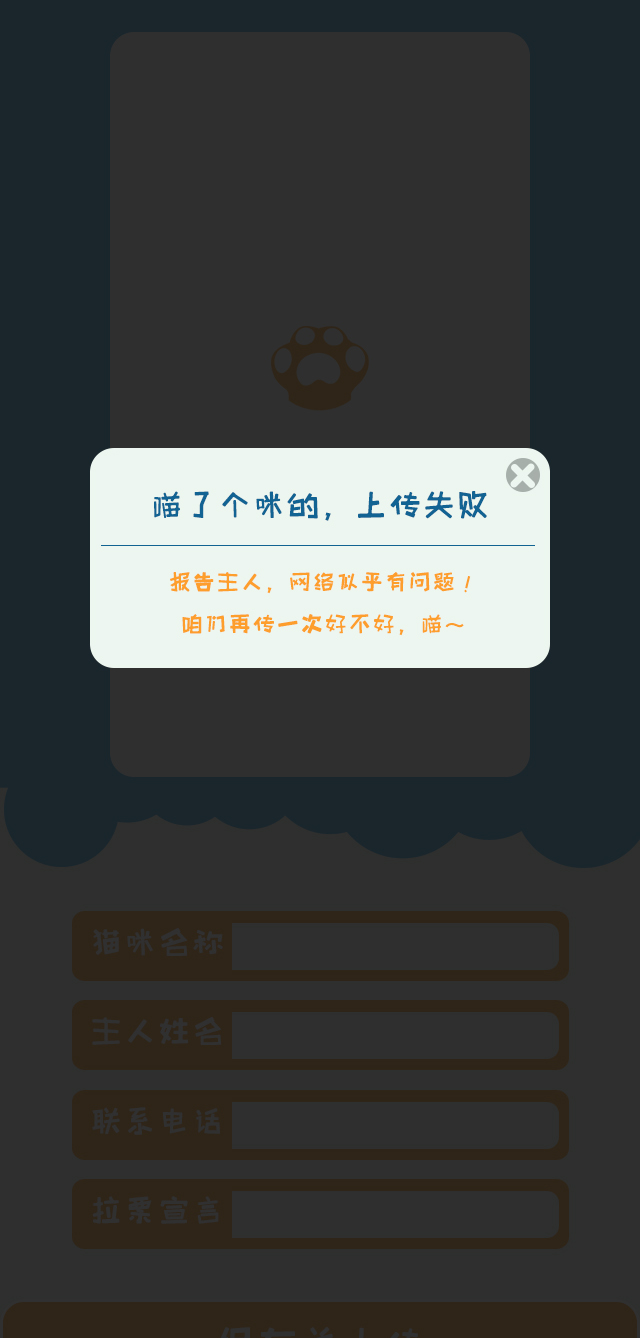 喵了个咪的，上传失败
报告主人，网络似乎有问题！
咱们再传一次好不好，喵～
猫咪名称
主人姓名
联系电话
拉票宣言